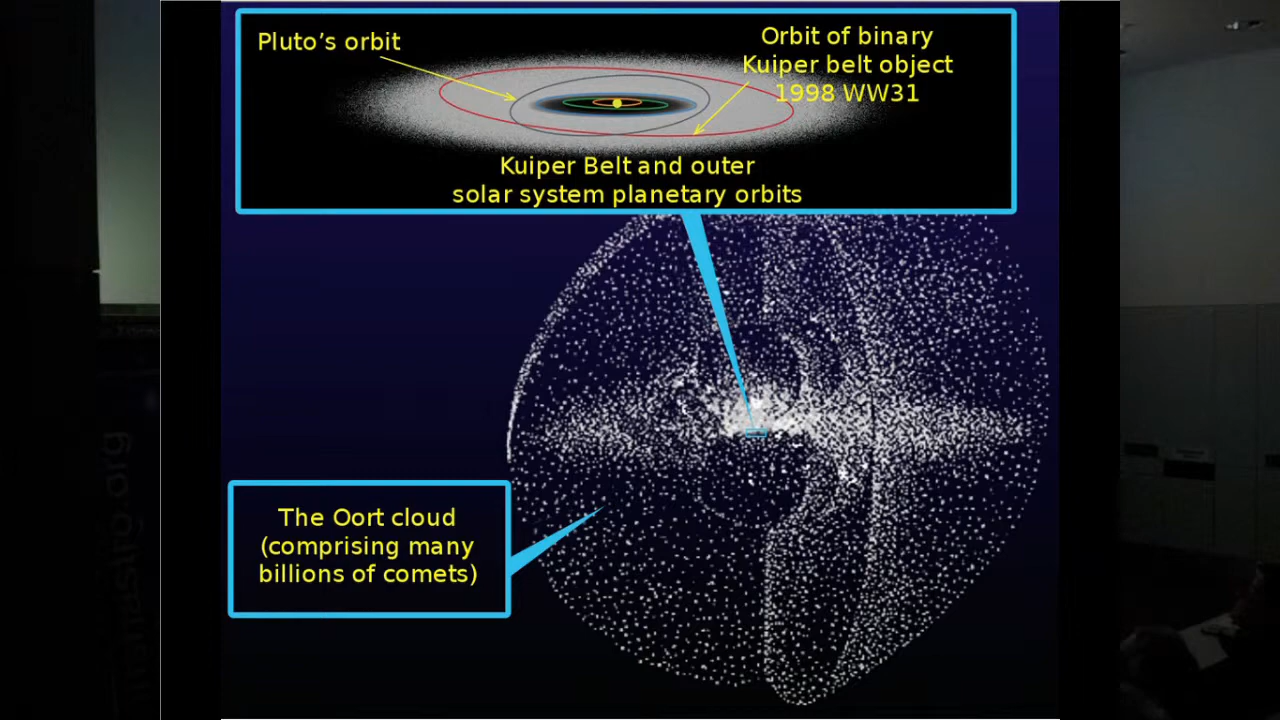 Pluto’s orbit
Orbit of binary
Kuiper belt object
1998 WW31
Kuiper Belt and outer
solar system planetary orbits
The Oort cloud
(comprising many
billions of comets)